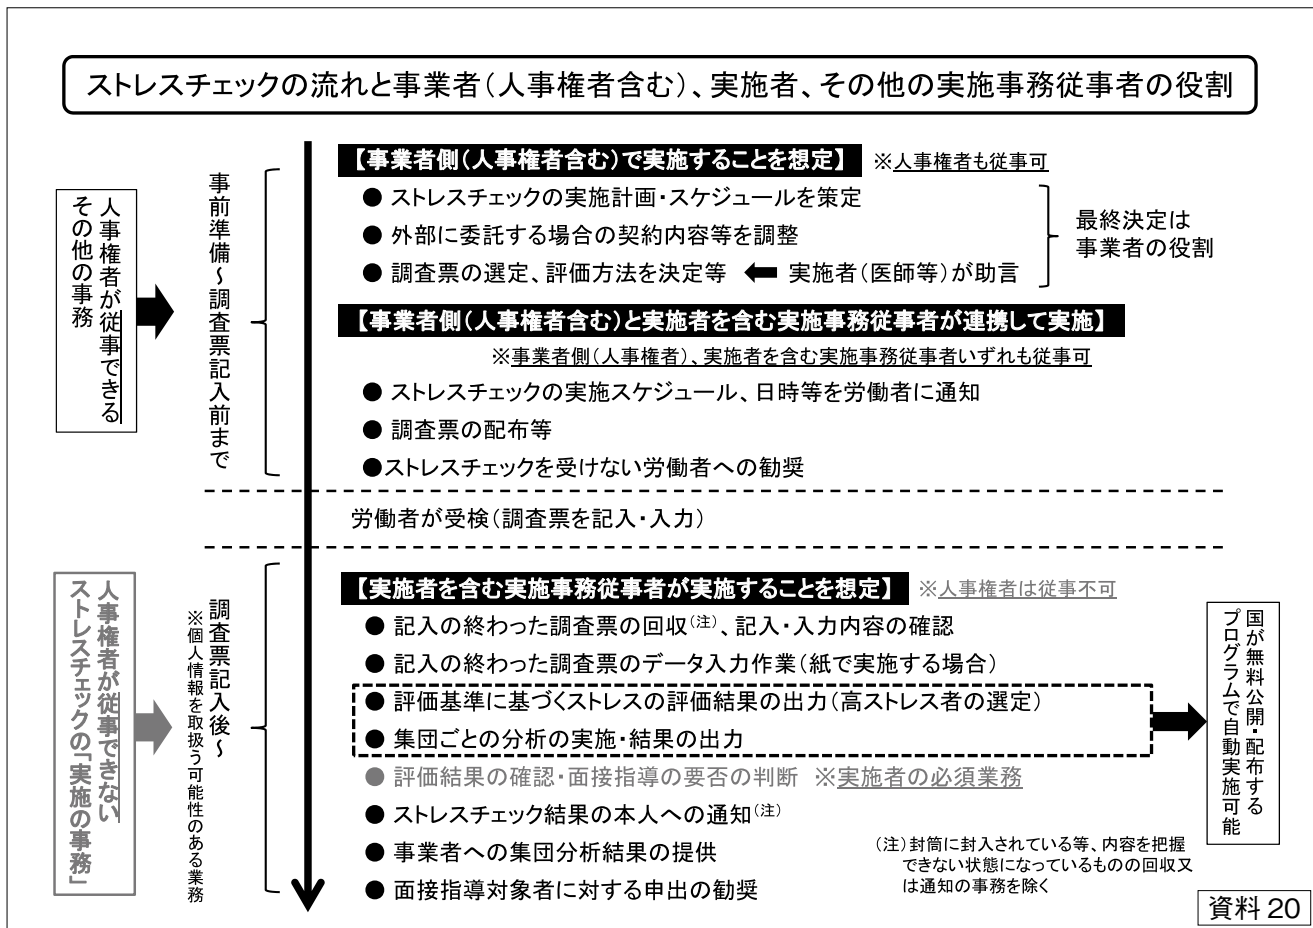 ストレスチェックの流れと事業者(人事権者含む)、実施者、その他の実施事務従事者の役割
人事権者が従事できる
その他の事務
事前準備~調査票記入前まで
【事業者側(人事権者含む)で実施することを想定】 ※人事権者も従事可
● ストレスチェックの実施計画・スケジュールを策定
● 外部に委託する場合の契約内容等を調整
● 調査票の選定、評価方法を決定等 ← 実施者(医師等)が助言
最終決定は
事業者の役割
【事業者側(人事権者含む)と実施者を含む実施事務従事者が連携して実施】
※事業者側(人事権者)、実施者を含む実施事務従事者いずれも従事可
● ストレスチェックの実施スケジュール、日時等を労働者に通知
● 調査票の配布等
●ストレスチェックを受けない労働者への勧奨
労働者が受検(調査票を記入・入力)
人事権者が従事できない
ストレスチェックの「実施の事務」
調査票記入後~
※個人情報を取扱う可能性のある業務
【実施者を含む実施事務従事者が実施することを想定】 ※人事権者は従事不可
● 記入の終わった調査票の回収(注)、記入・入力内容の確認
● 記入の終わった調査票のデータ入力作業(紙で実施する場合)
● 評価基準に基づくストレスの評価結果の出力(高ストレス者の選定)
● 集団ごとの分析の実施・結果の出力
● 評価結果の確認・面接指導の要否の判断 ※実施者の必須業務
● ストレスチェック結果の本人への通知(注)
● 事業者への集団分析結果の提供
● 面接指導対象者に対する申出の勧奨
国が無料公開・配布する
プログラムで自動実施可能
(注)封筒に封入されている等、内容を把握
できない状態になっているものの回収又
は通知の事務を除く
資料 20